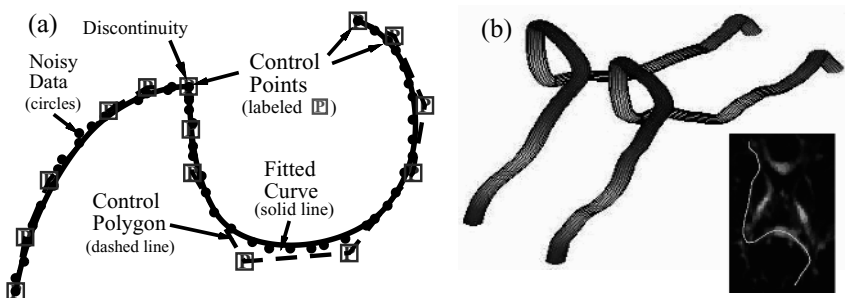 (a)
Discontinuity
Noisy
Data
(circles)
Control
Points
(labeled P )
Control
Polygon
(dashed line)
Fitted
Curve
(solid line)
P
P
P
P
P
P
P
P
P
P
P
P
P
P
(b)